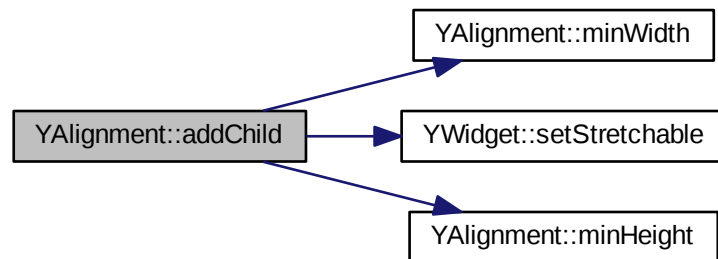 YAlignment::minWidth
YAlignment::addChild
YWidget::setStretchable
YAlignment::minHeight